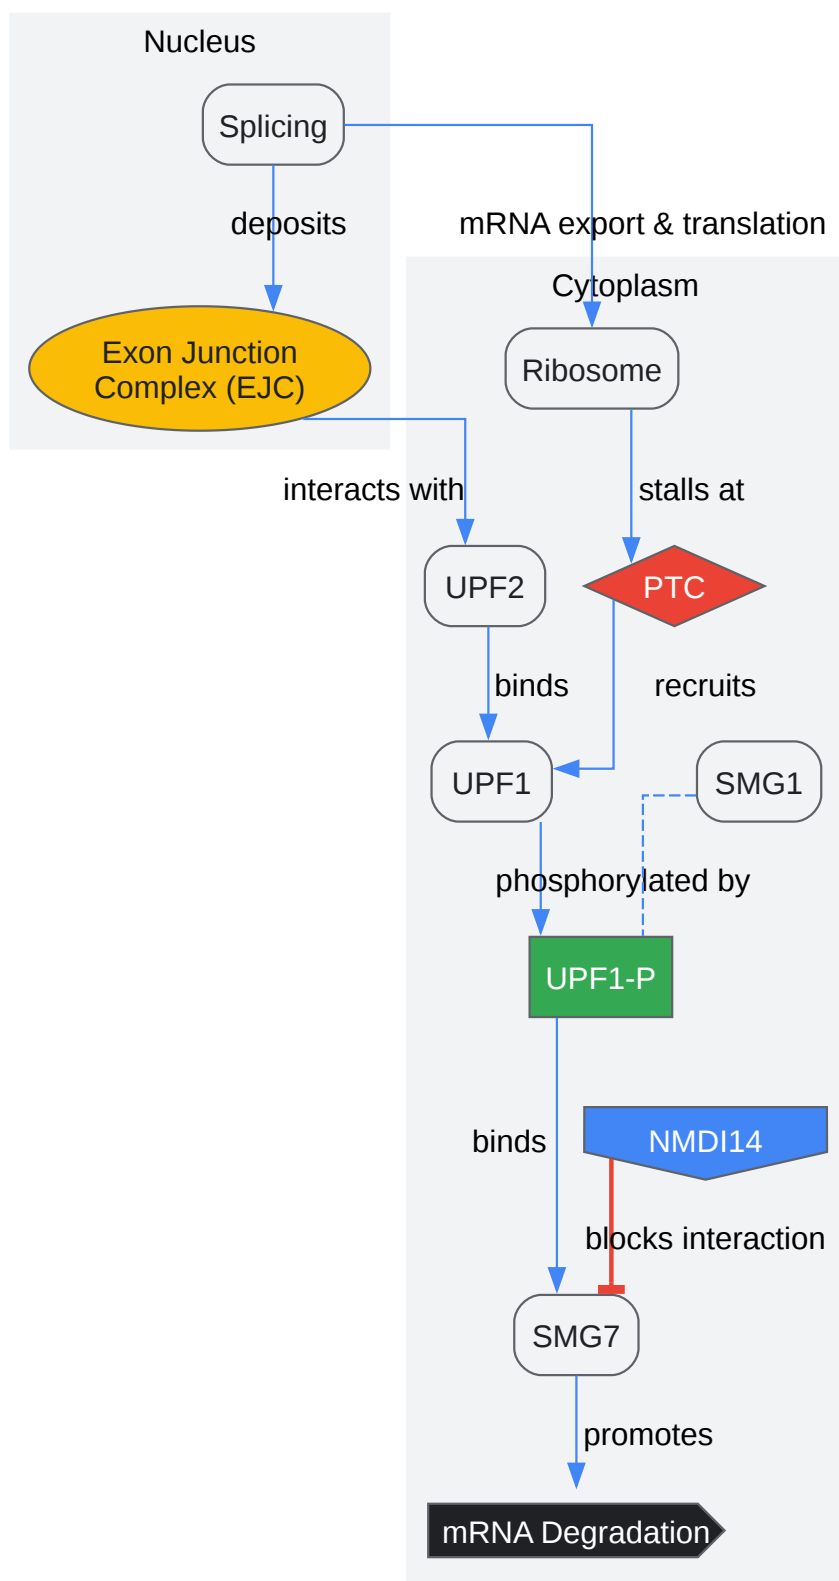 Nucleus
Splicing
deposits
mRNA export & translation
Cytoplasm
Exon Junction
Complex (EJC)
Ribosome
interacts with
stalls at
UPF2
PTC
binds
recruits
UPF1
SMG1
phosphorylated by
UPF1-P
binds
NMDI14
blocks interaction
SMG7
promotes
mRNA Degradation